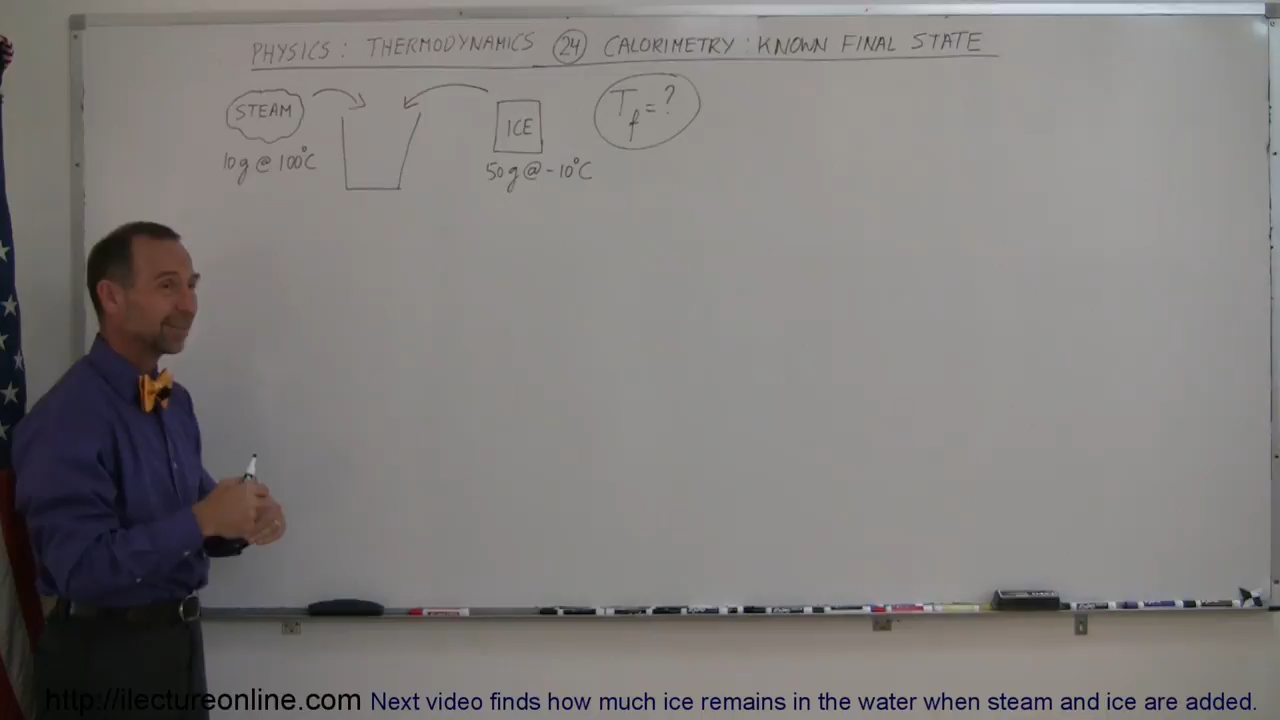 PHYSICS: THERMODYNAMICS 24 CALORIMETRY: KNOWN FINAL STATE
STEAM
10g @ 100°C
ICE
50g @ -10°C
Tf = ?
http://ilectureonline.com Next video finds how much ice remains in the water when steam and ice are added.